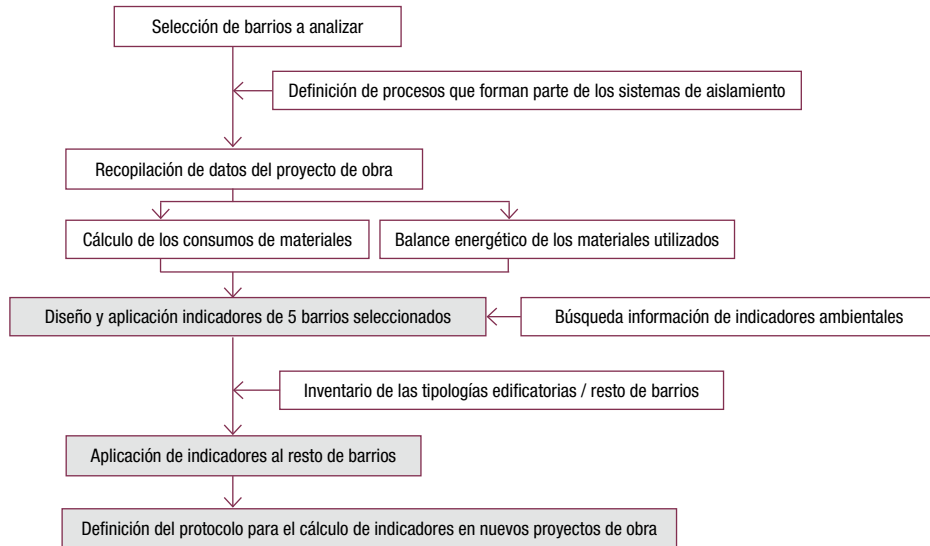 Selección de barrios a analizar
Definición de procesos que forman parte de los sistemas de aislamiento
Recopilación de datos del proyecto de obra
Cálculo de los consumos de materiales
Balance energético de los materiales utilizados
Diseño y aplicación indicadores de 5 barrios seleccionados
Búsqueda información de indicadores ambientales
Inventario de las tipologías edificatorias / resto de barrios
Aplicación de indicadores al resto de barrios
Definición del protocolo para el cálculo de indicadores en nuevos proyectos de obra